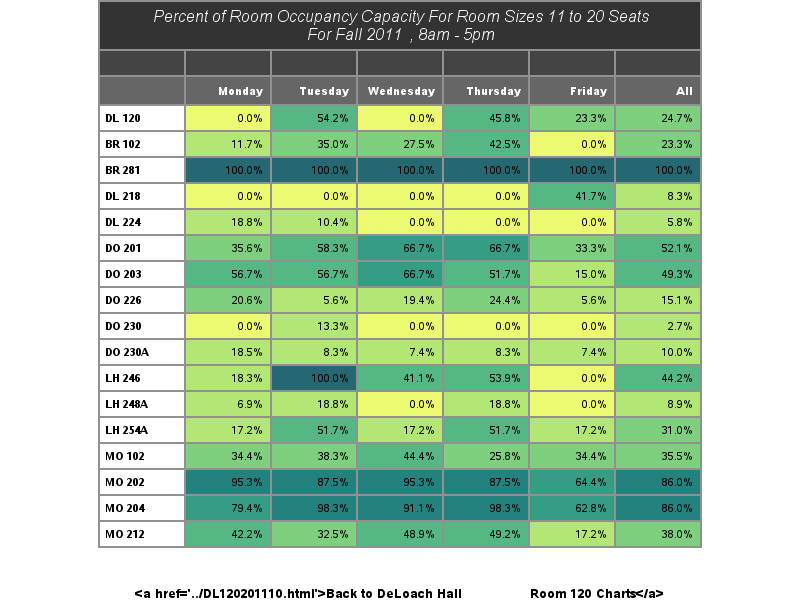 Percent of Room Occupancy Capacity For Room Sizes 11 to 20 Seats
For Fall 2011 , 8am - 5pm
Monday Tuesday Wednesday Thursday Friday All
DL 120 0.0% 54.2% 0.0% 45.8% 23.3% 24.7%
BR 102 11.7% 35.0% 27.5% 42.5% 0.0% 23.3%
BR 281 100.0% 100.0% 100.0% 100.0% 100.0% 100.0%
DL 218 0.0% 0.0% 0.0% 0.0% 41.7% 8.3%
DL 224 18.8% 10.4% 0.0% 0.0% 0.0% 5.8%
DO 201 35.6% 58.3% 66.7% 66.7% 33.3% 52.1%
DO 203 56.7% 56.7% 66.7% 51.7% 15.0% 49.3%
DO 226 20.6% 5.6% 19.4% 24.4% 5.6% 15.1%
DO 230 0.0% 13.3% 0.0% 0.0% 0.0% 2.7%
DO 230A 18.5% 8.3% 7.4% 8.3% 7.4% 10.0%
LH 246 18.3% 100.0% 41.1% 53.9% 0.0% 44.2%
LH 248A 6.9% 18.8% 0.0% 18.8% 0.0% 8.9%
LH 254A 17.2% 51.7% 17.2% 51.7% 17.2% 31.0%
MO 102 34.4% 38.3% 44.4% 25.8% 34.4% 35.5%
MO 202 95.3% 87.5% 95.3% 87.5% 64.4% 86.0%
MO 204 79.4% 98.3% 91.1% 98.3% 62.8% 86.0%
MO 212 42.2% 32.5% 48.9% 49.2% 17.2% 38.0%
<a href='../DL120201110.html'>Back to DeLoach Hall Room 120 Charts</a>